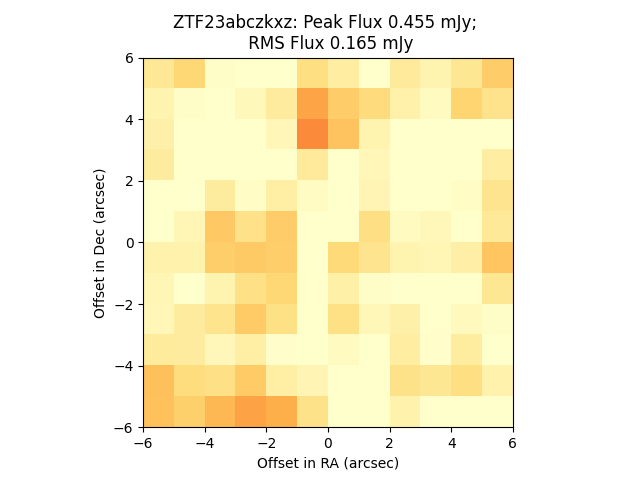 ZTF23abczkxz: Peak Flux 0.455 mJy;
RMS Flux 0.165 mJy
6
4
2
0
−2
−4
−6
Offset in Dec (arcsec)
−6 −4 −2 0 2 4 6
Offset in RA (arcsec)